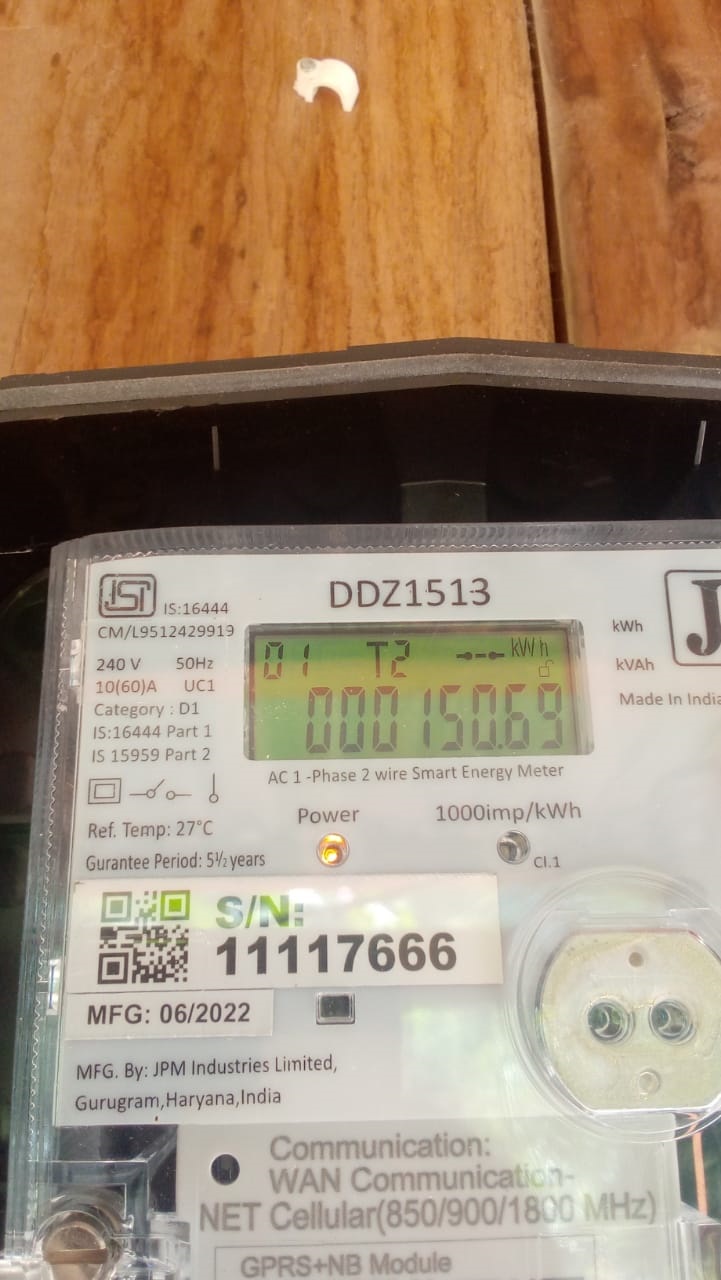 ISI IS:16444
CM/L9512429919
DDZ1513
240 V 50Hz
10(60)A UC1
Category : D1
IS:16444 Part 1
IS 15959 Part 2
01 T2 kWh
000150.69
kWh
kVAh
J
Made In India
AC 1 -Phase 2 wire Smart Energy Meter
Ref. Temp: 27°C
Power
1000imp/kWh
Gurantee Period: 5½ years
Cl.1
S/N:
11117666
MFG: 06/2022
MFG. By: JPM Industries Limited,
Gurugram,Haryana,India
Communication:
WAN Communication-
NET Cellular(850/900/1800 MHz)
GPRS+NB Module